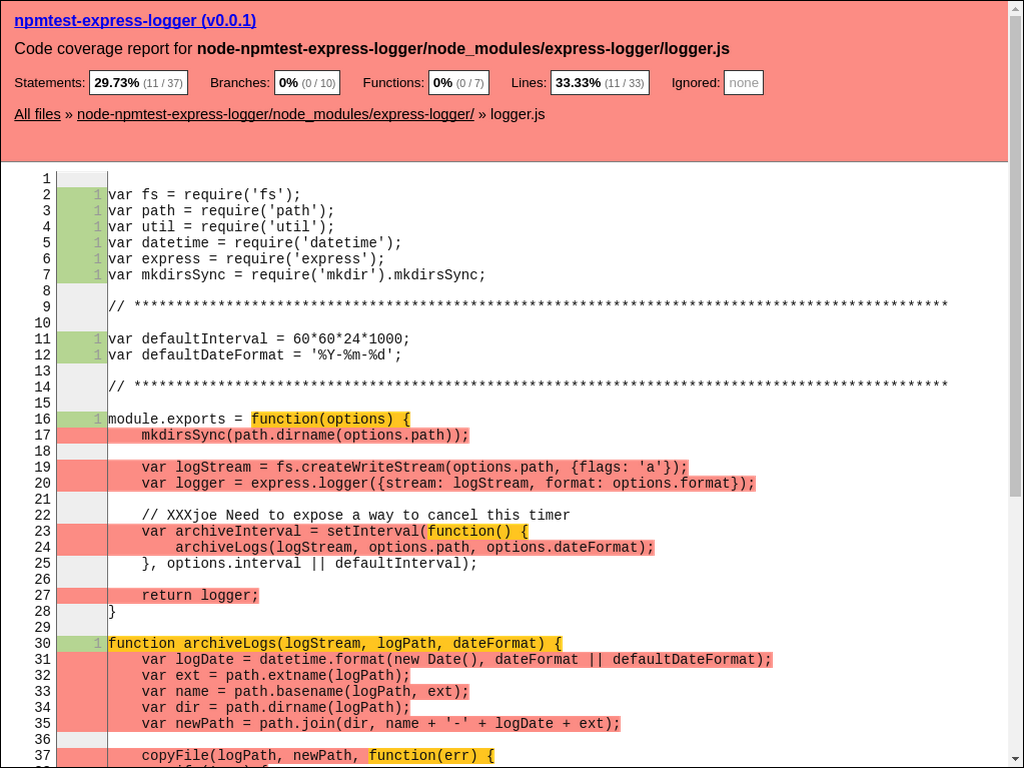 npmtest-express-logger (v0.0.1)
Code coverage report for node-npmtest-express-logger/node_modules/express-logger/logger.js
Statements: 29.73% (11 / 37) Branches: 0% (0 / 10) Functions: 0% (0 / 7) Lines: 33.33% (11 / 33) Ignored: none
All files » node-npmtest-express-logger/node_modules/express-logger/ » logger.js
1
2 1 var fs = require('fs');
3 1 var path = require('path');
4 1 var util = require('util');
5 1 var datetime = require('datetime');
6 1 var express = require('express');
7 1 var mkdirsSync = require('mkdir').mkdirsSync;
8
9 // *************************************************************************************************
10
11 1 var defaultInterval = 60*60*24*1000;
12 1 var defaultDateFormat = '%Y-%m-%d';
13
14 // *************************************************************************************************
15
16 1 module.exports = function(options) {
17     mkdirsSync(path.dirname(options.path));
18
19     var logStream = fs.createWriteStream(options.path, {flags: 'a'});
20     var logger = express.logger({stream: logStream, format: options.format});
21
22     // XXXjoe Need to expose a way to cancel this timer
23     var archiveInterval = setInterval(function() {
24         archiveLogs(logStream, options.path, options.dateFormat);
25     }, options.interval || defaultInterval);
26
27     return logger;
28 }
29
30 1 function archiveLogs(logStream, logPath, dateFormat) {
31     var logDate = datetime.format(new Date(), dateFormat || defaultDateFormat);
32     var ext = path.extname(logPath);
33     var name = path.basename(logPath, ext);
34     var dir = path.dirname(logPath);
35     var newPath = path.join(dir, name + '-' + logDate + ext);
36
37     copyFile(logPath, newPath, function(err) {